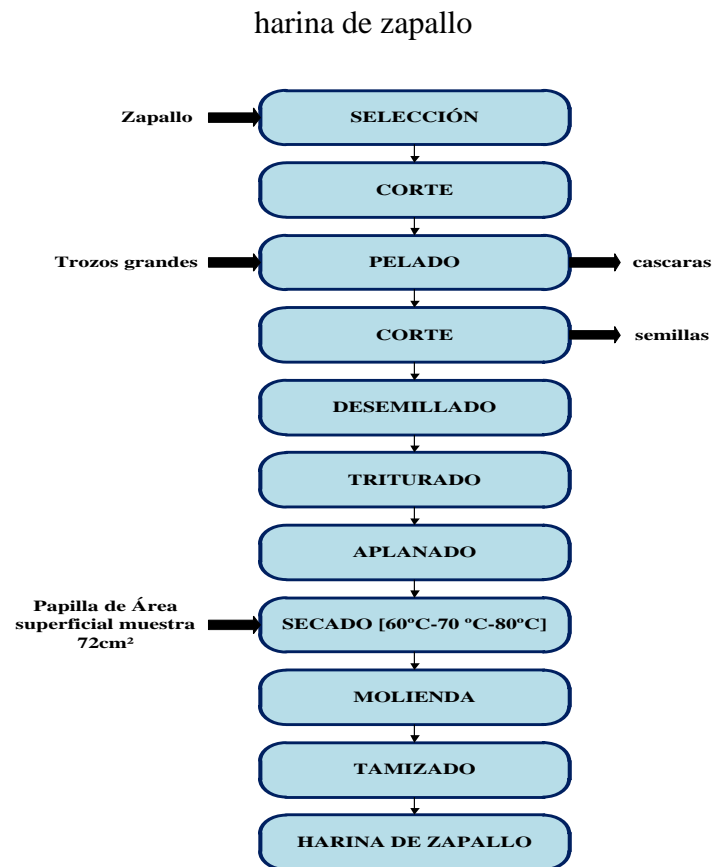 harina de zapallo
Zapallo
SELECCIÓN
CORTE
Trozos grandes
PELADO
cascaras
CORTE
semillas
DESEMILLADO
TRITURADO
APLANADO
Papilla de Área
superficial muestra
72cm²
SECADO [60ºC-70 ºC-80ºC]
MOLIENDA
TAMIZADO
HARINA DE ZAPALLO